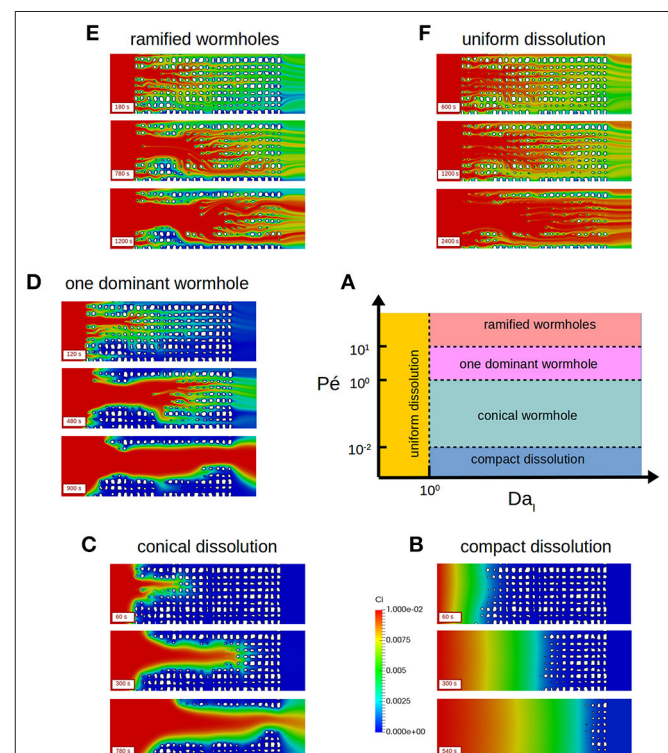 E ramified wormholes
180 s
780 s
1200 s
F uniform dissolution
600 s
1200 s
2400 s
D one dominant wormhole
120 s
480 s
900 s
A
Pé
10¹
10⁰
10⁻²
uniform dissolution
ramified wormholes
one dominant wormhole
conical wormhole
compact dissolution
10⁰
Daₗ
C conical dissolution
60 s
300 s
780 s
Ci
1.000e-02
0.0075
0.005
0.0025
0.000e+00
B compact dissolution
60 s
300 s
540 s